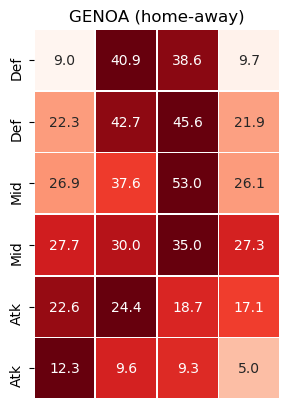 GENOA (home-away)
Def 9.0 40.9 38.6 9.7
Def 22.3 42.7 45.6 21.9
Mid 26.9 37.6 53.0 26.1
Mid 27.7 30.0 35.0 27.3
Atk 22.6 24.4 18.7 17.1
Atk 12.3 9.6 9.3 5.0